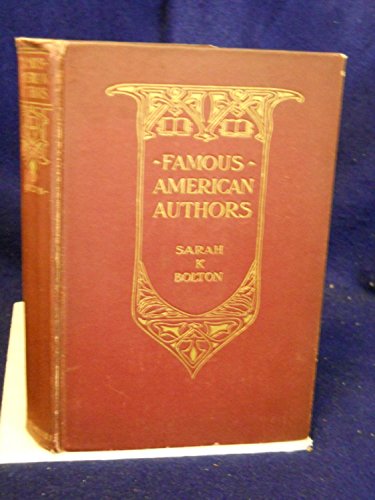 -FAMOUS-
AMERICAN
AUTHORS
SARAH
K
BOLTON